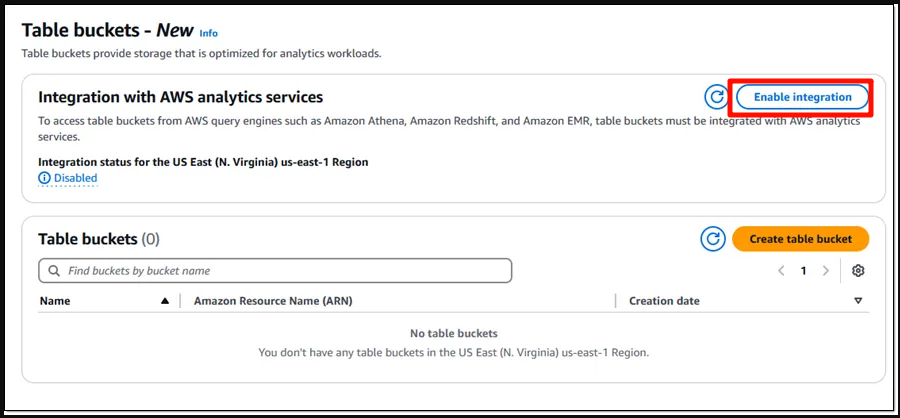 Table buckets - New Info
Table buckets provide storage that is optimized for analytics workloads.
Integration with AWS analytics services
Enable integration
To access table buckets from AWS query engines such as Amazon Athena, Amazon Redshift, and Amazon EMR, table buckets must be integrated with AWS analytics
services.
Integration status for the US East (N. Virginia) us-east-1 Region
Disabled
Table buckets (0)
Create table bucket
Find buckets by bucket name
1
Name Amazon Resource Name (ARN) Creation date
No table buckets
You don't have any table buckets in the US East (N. Virginia) us-east-1 Region.